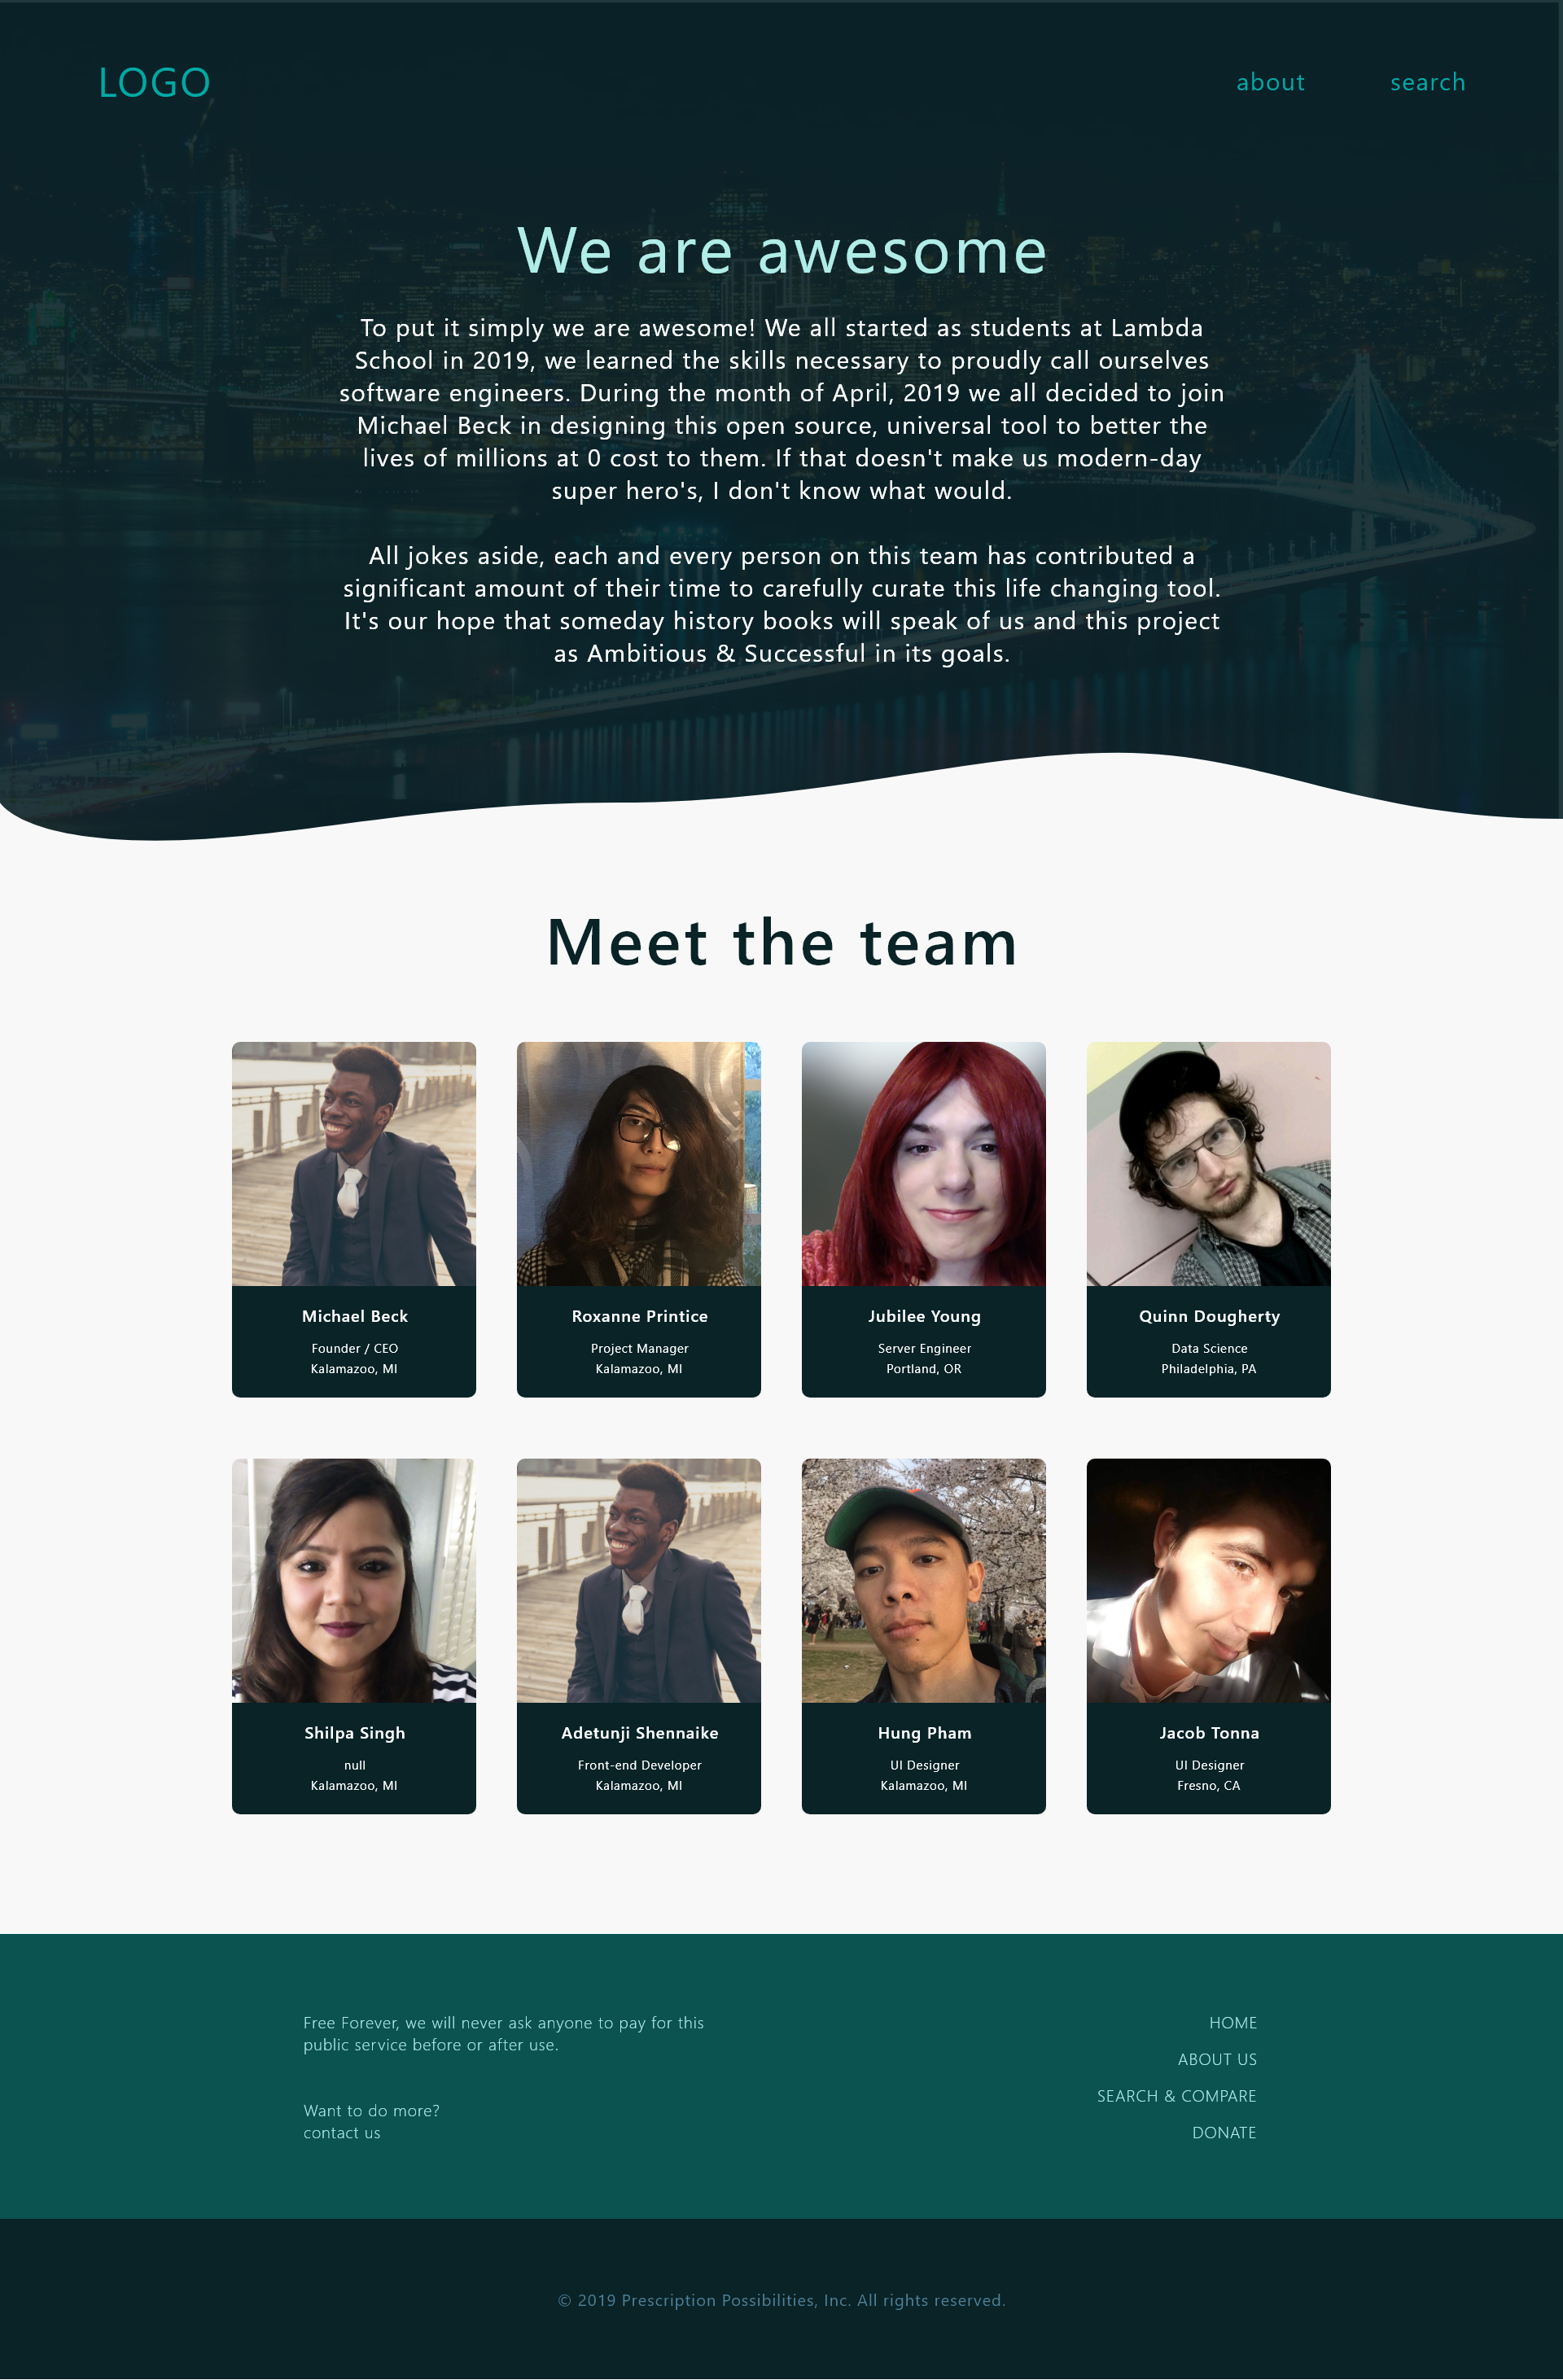 LOGO
about
search
We are awesome
To put it simply we are awesome! We all started as students at Lambda
School in 2019, we learned the skills necessary to proudly call ourselves
software engineers. During the month of April, 2019 we all decided to join
Michael Beck in designing this open source, universal tool to better the
lives of millions at 0 cost to them. If that doesn't make us modern-day
super hero's, I don't know what would.
All jokes aside, each and every person on this team has contributed a
significant amount of their time to carefully curate this life changing tool.
It's our hope that someday history books will speak of us and this project
as Ambitious & Successful in its goals.
Meet the team
Michael Beck
Founder / CEO
Kalamazoo, MI
Roxanne Printice
Project Manager
Kalamazoo, MI
Jubilee Young
Server Engineer
Portland, OR
Quinn Dougherty
Data Science
Philadelphia, PA
Shilpa Singh
null
Kalamazoo, MI
Adetunji Shennaike
Front-end Developer
Kalamazoo, MI
Hung Pham
UI Designer
Kalamazoo, MI
Jacob Tonna
UI Designer
Fresno, CA
Free Forever, we will never ask anyone to pay for this
public service before or after use.
Want to do more?
contact us
HOME
ABOUT US
SEARCH & COMPARE
DONATE
© 2019 Prescription Possibilities, Inc. All rights reserved.